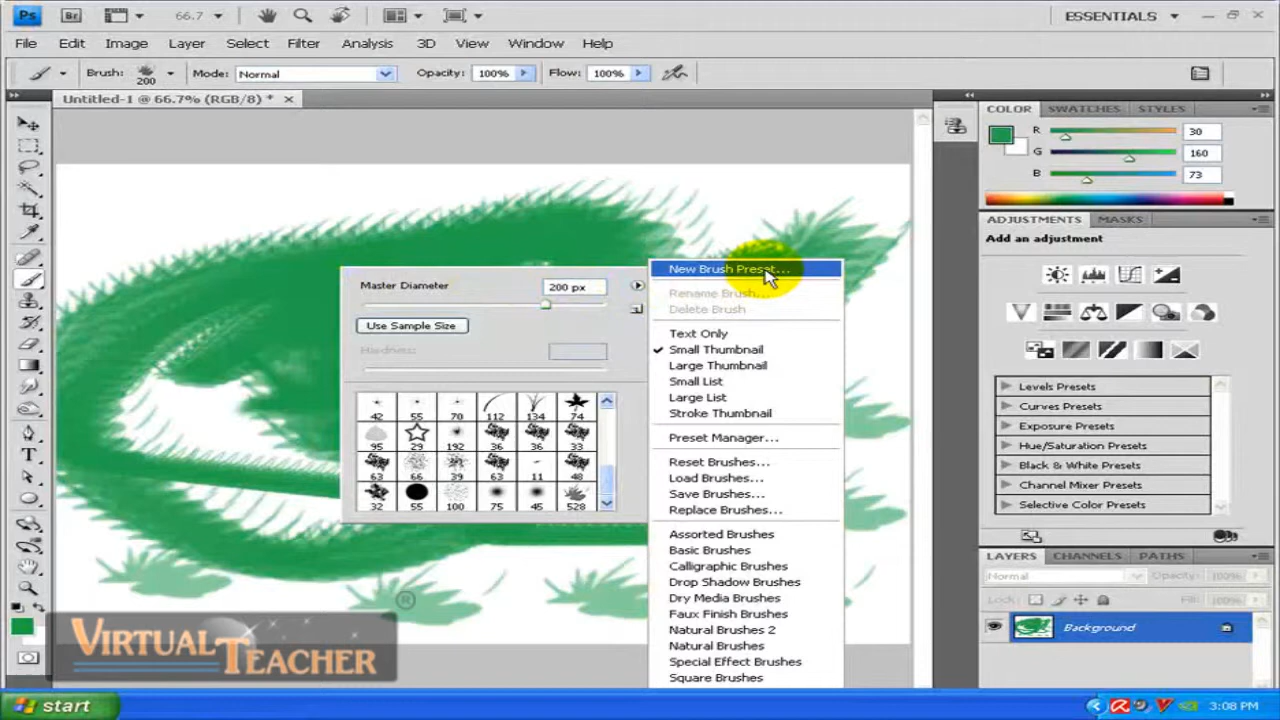 Ps Br 66.7 ESSENTIALS
File Edit Image Layer Select Filter Analysis 3D View Window Help
Brush: 200 Mode: Normal Opacity: 100% Flow: 100%
Untitled-1 @ 66.7% (RGB/8) * ×
COLOR SWATCHES STYLES
R 30
G 160
B 73
ADJUSTMENTS MASKS
Add an adjustment
Levels Presets
Curves Presets
Exposure Presets
Hue/Saturation Presets
Black & White Presets
Channel Mixer Presets
Selective Color Presets
LAYERS CHANNELS PATHS
Normal Opacity: 100%
Lock: Fill: 100%
Background
Master Diameter 200 px
Use Sample Size
Hardness:
42 55 70 112 134 74
95 29 192 36 36 33
63 66 39 63 11 48
32 55 100 75 45 528
New Brush Preset...
Rename Brush...
Delete Brush
Text Only
Small Thumbnail
Large Thumbnail
Small List
Large List
Stroke Thumbnail
Preset Manager...
Reset Brushes...
Load Brushes...
Save Brushes...
Replace Brushes...
Assorted Brushes
Basic Brushes
Calligraphic Brushes
Drop Shadow Brushes
Dry Media Brushes
Faux Finish Brushes
Natural Brushes 2
Natural Brushes
Special Effect Brushes
Square Brushes
®
VIRTUAL TEACHER
start 3:08 PM